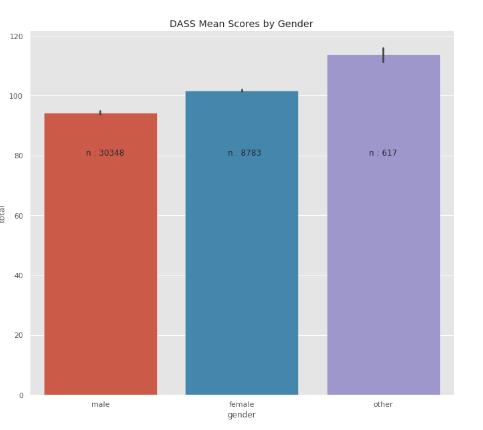 DASS Mean Scores by Gender
120
100
80
60
40
20
0
total
n : 30348
n : 8783
n : 617
male
female
other
gender